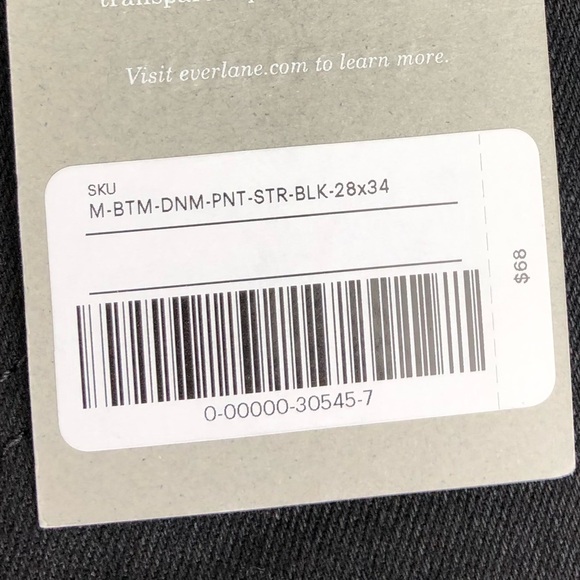 Visit everlane.com to learn more.
SKU
M-BTM-DNM-PNT-STR-BLK-28x34
$68
0-00000-30545-7